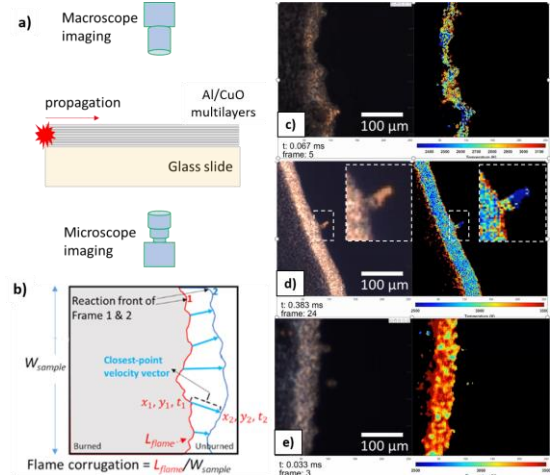 a)
Macroscope
imaging
propagation
Al/CuO
multilayers
Glass slide
Microscope
imaging
b)
Reaction front of
Frame 1 & 2
1
2
W_sample
Closest-point
velocity vector
x₁, y₁, t₁
x₂, y₂, t₂
L_flame
Burned
Unburned
Flame corrugation = L_flame/W_sample
c)
100 µm
t: 0.067 ms
frame: 5
d)
100 µm
t: 0.383 ms
frame: 24
e)
100 µm
t: 0.033 ms
frame: 3